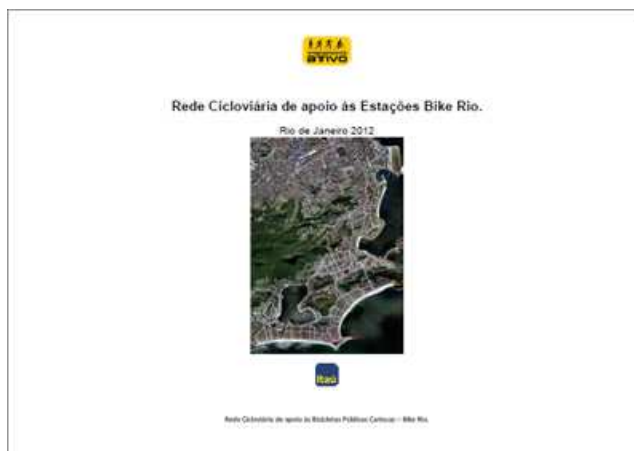 ATIVO
Rede Cicloviária de apoio às Estações Bike Rio.
Rio de Janeiro 2012
Itaú
Rede Cicloviária de apoio às Bicicletas Públicas Cariocas – Bike Rio.